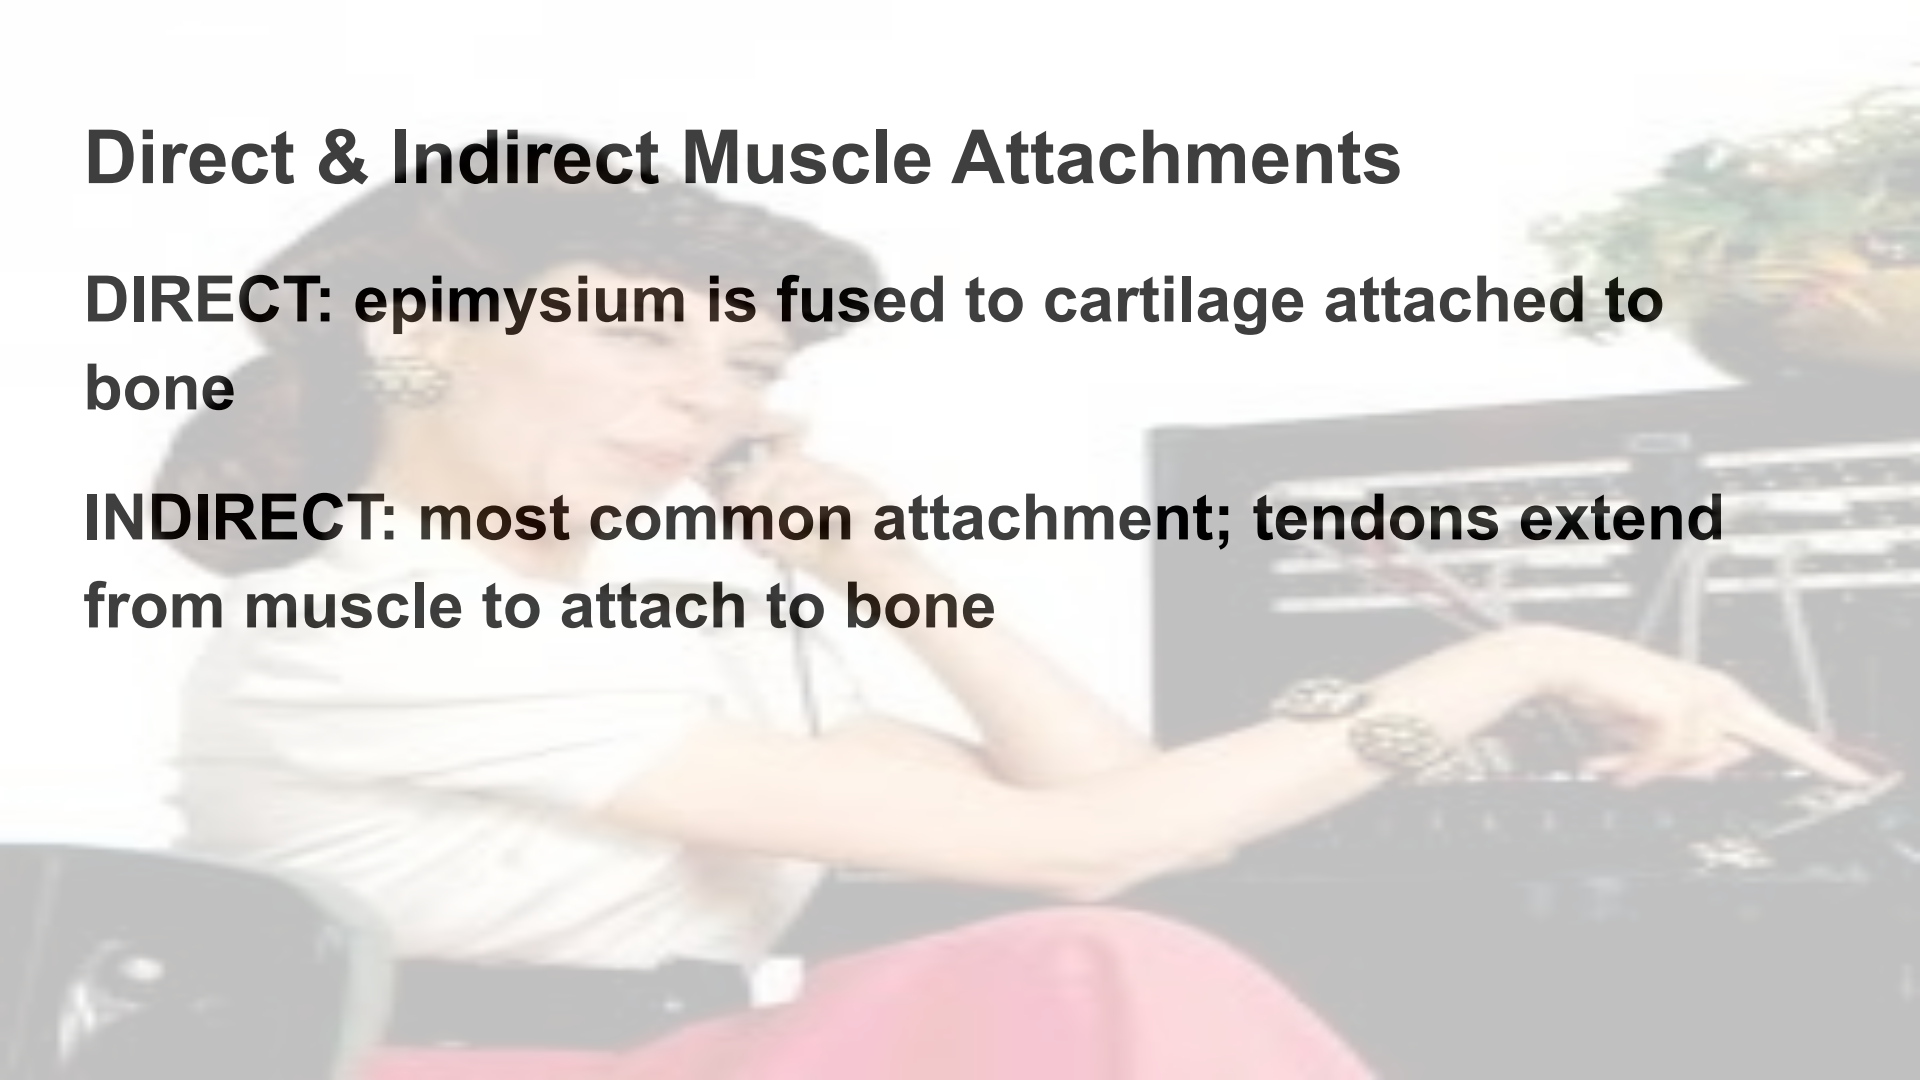 Direct & Indirect Muscle Attachments
DIRECT: epimysium is fused to cartilage attached to
bone
INDIRECT: most common attachment; tendons extend
from muscle to attach to bone